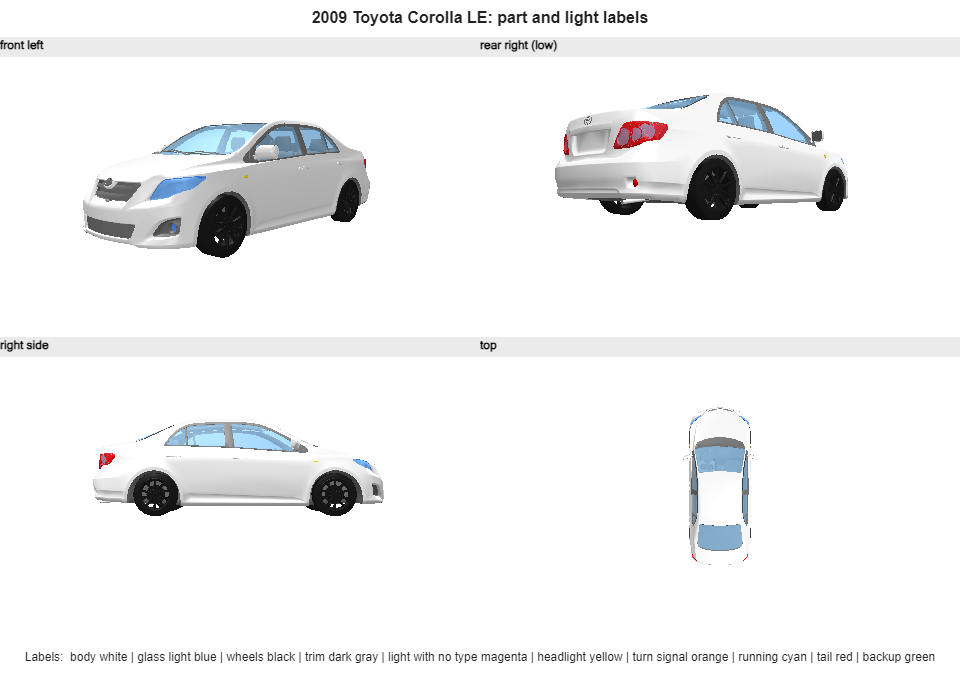 2009 Toyota Corolla LE: part and light labels
front left
rear right (low)
right side
top
Labels:  body white | glass light blue | wheels black | trim dark gray | light with no type magenta | headlight yellow | turn signal orange | running cyan | tail red | backup green